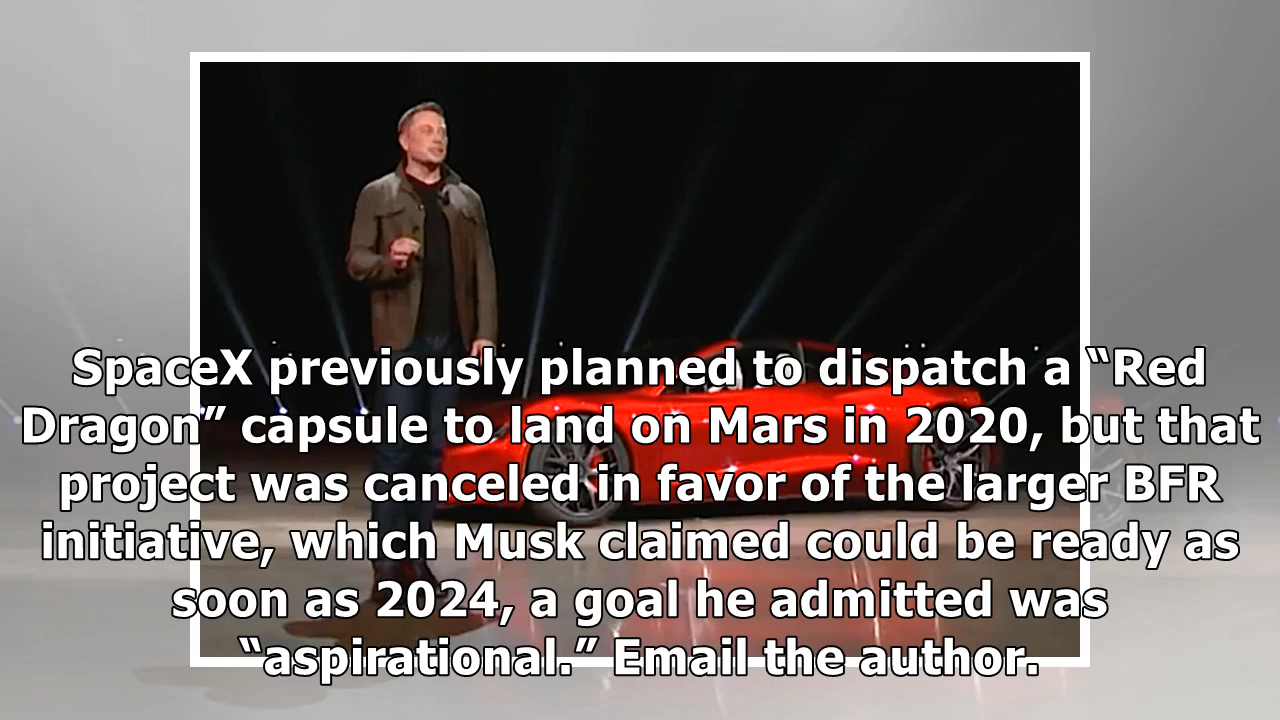 SpaceX previously planned to dispatch a “Red
Dragon” capsule to land on Mars in 2020, but that
project was canceled in favor of the larger BFR
initiative, which Musk claimed could be ready as
soon as 2024, a goal he admitted was
“aspirational.” Email the author.